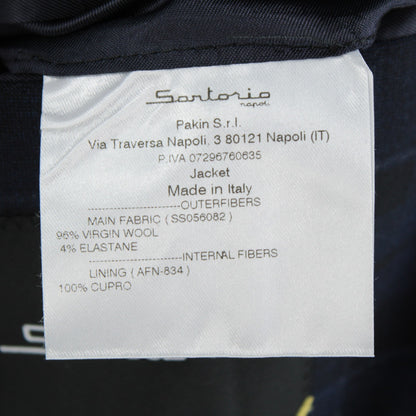 Sartorio
napoli
Pakin S.r.l.
Via Traversa Napoli, 3 80121 Napoli (IT)
P.IVA 07296760635
Jacket
Made in Italy
--------------------OUTERFIBERS
MAIN FABRIC ( SS056082 )
96% VIRGIN WOOL
4% ELASTANE
--------------------INTERNAL FIBERS
LINING ( AFN-834 )
100% CUPRO